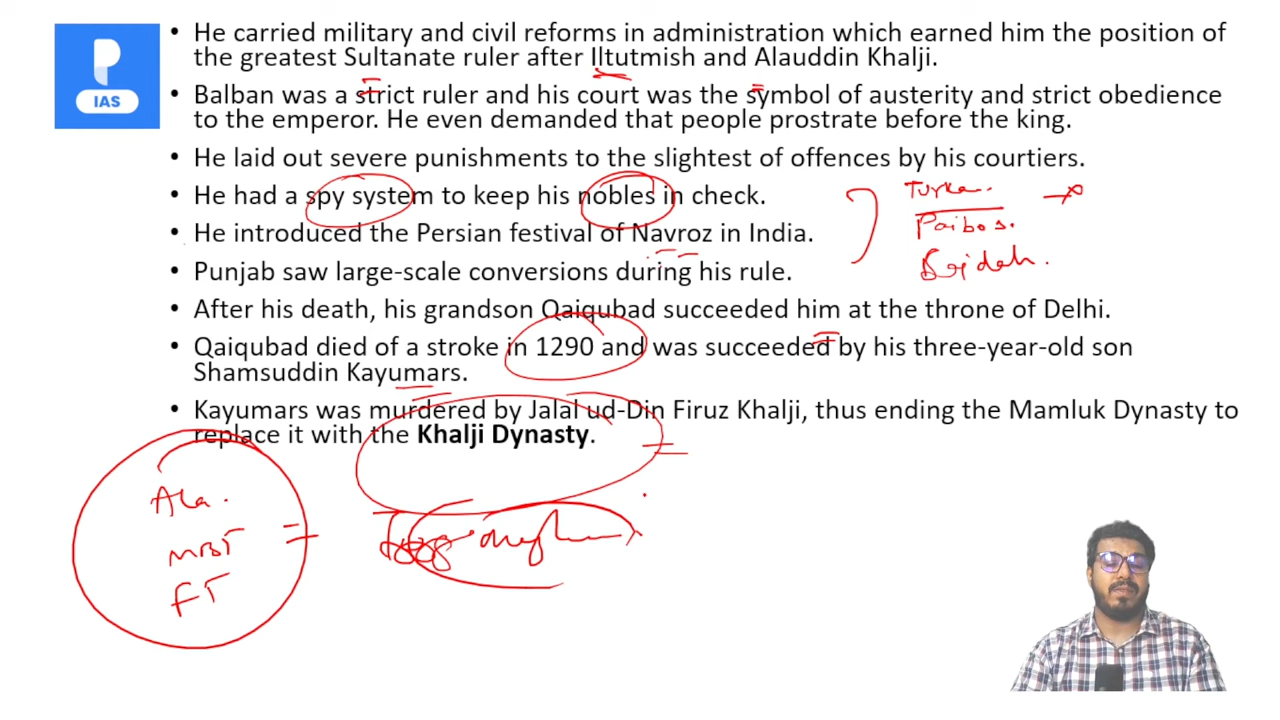 IAS
• He carried military and civil reforms in administration which earned him the position of
the greatest Sultanate ruler after Iltutmish and Alauddin Khalji.
• Balban was a strict ruler and his court was the symbol of austerity and strict obedience
to the emperor. He even demanded that people prostrate before the king.
• He laid out severe punishments to the slightest of offences by his courtiers.
• He had a spy system to keep his nobles in check.
• He introduced the Persian festival of Navroz in India.
• Punjab saw large-scale conversions during his rule.
• After his death, his grandson Qaiqubad succeeded him at the throne of Delhi.
• Qaiqubad died of a stroke in 1290 and was succeeded by his three-year-old son
Shamsuddin Kayumars.
• Kayumars was murdered by Jalal ud-Din Firuz Khalji, thus ending the Mamluk Dynasty to
replace it with the Khalji Dynasty.
Paibos.
Ala.
MBT
FT